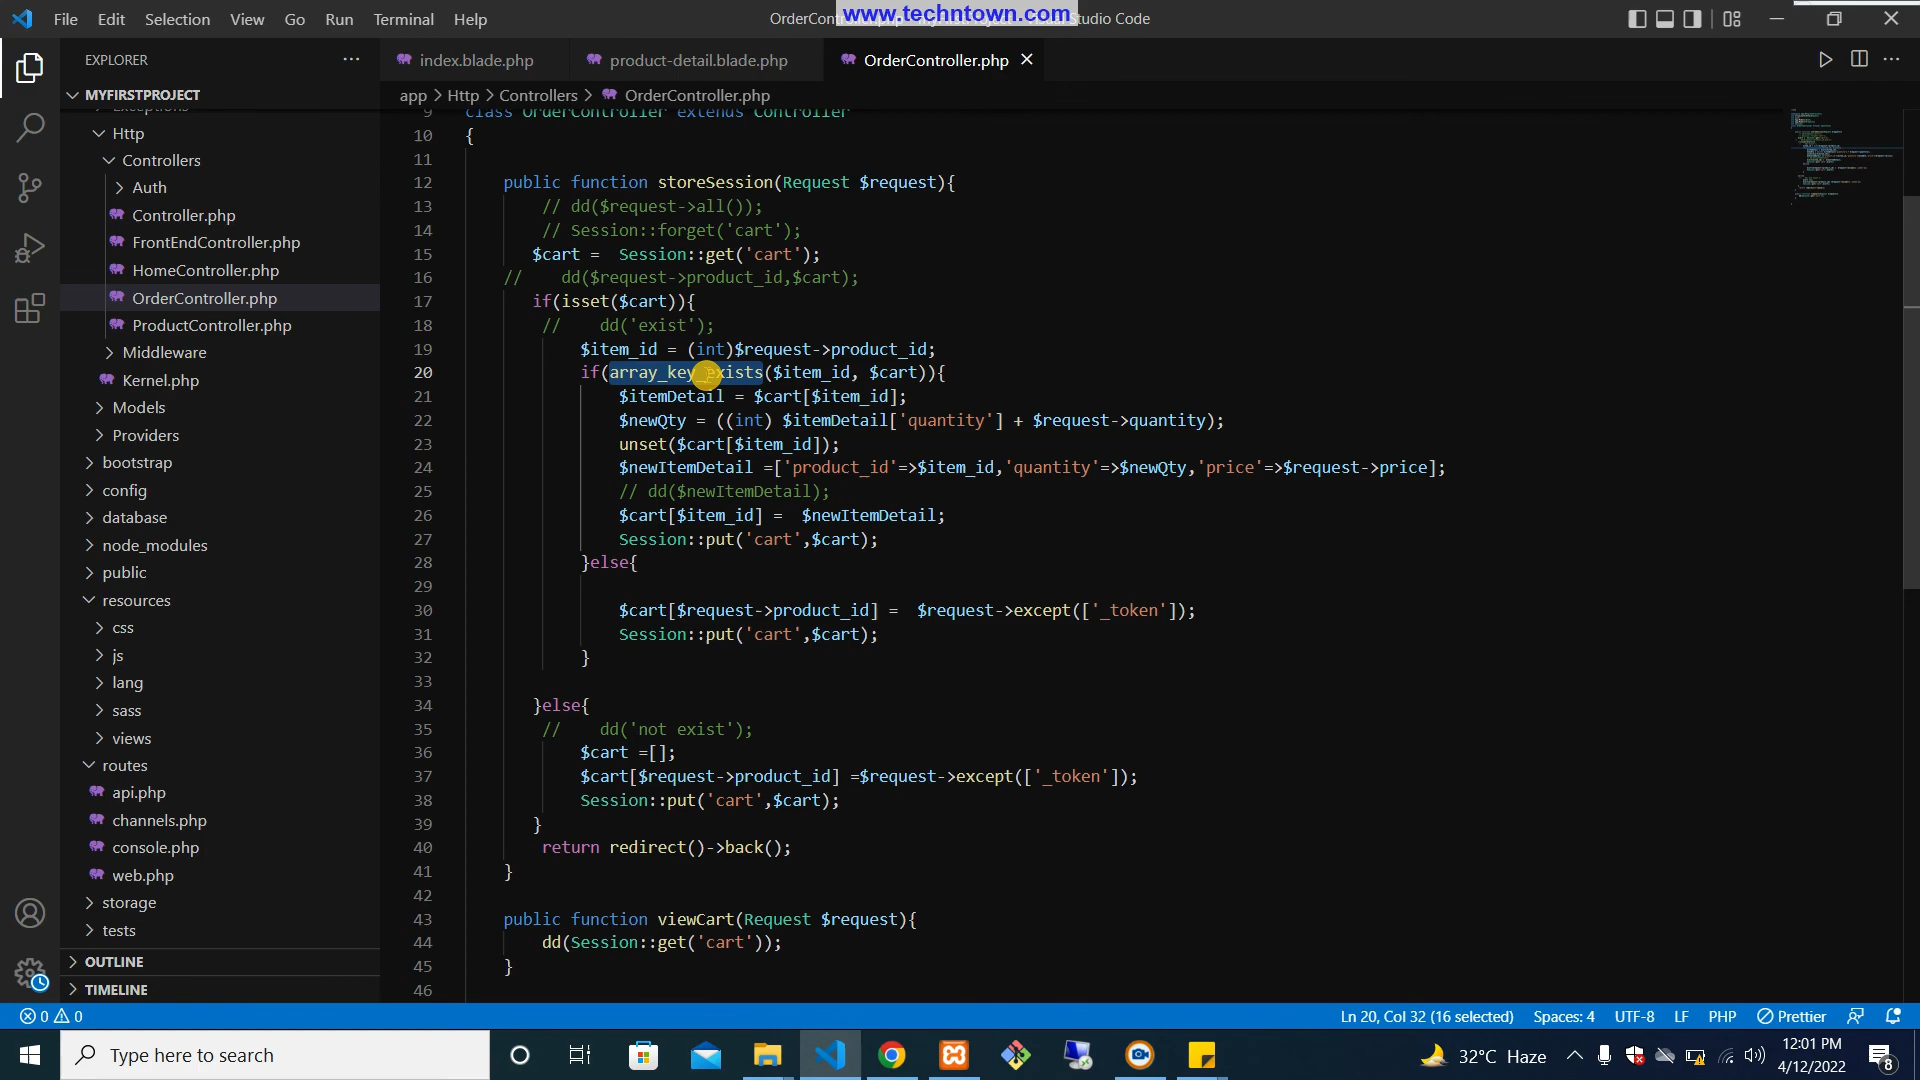 File Edit Selection View Go Run Terminal Help
OrderContr
www.techntown.com
Studio Code
EXPLORER
index.blade.php
product-detail.blade.php
OrderController.php
MYFIRSTPROJECT
app > Http > Controllers > OrderController.php
Exceptions
Http
Controllers
Auth
Controller.php
FrontEndController.php
HomeController.php
OrderController.php
ProductController.php
Middleware
Kernel.php
Models
Providers
bootstrap
config
database
node_modules
public
resources
css
js
lang
sass
views
routes
api.php
channels.php
console.php
web.php
storage
tests
OUTLINE
TIMELINE
9 class OrderController extends Controller
10 {
11
12 public function storeSession(Request $request){
13 // dd($request->all());
14 // Session::forget('cart');
15 $cart = Session::get('cart');
16 // dd($request->product_id,$cart);
17 if(isset($cart)){
18 // dd('exist');
19 $item_id = (int)$request->product_id;
20 if(array_key_exists($item_id, $cart)){
21 $itemDetail = $cart[$item_id];
22 $newQty = ((int) $itemDetail['quantity'] + $request->quantity);
23 unset($cart[$item_id]);
24 $newItemDetail =['product_id'=>$item_id,'quantity'=>$newQty,'price'=>$request->price];
25 // dd($newItemDetail);
26 $cart[$item_id] = $newItemDetail;
27 Session::put('cart',$cart);
28 }else{
29
30 $cart[$request->product_id] = $request->except(['_token']);
31 Session::put('cart',$cart);
32 }
33
34 }else{
35 // dd('not exist');
36 $cart =[];
37 $cart[$request->product_id] =$request->except(['_token']);
38 Session::put('cart',$cart);
39 }
40 return redirect()->back();
41 }
42
43 public function viewCart(Request $request){
44 dd(Session::get('cart'));
45 }
46
0 0
Ln 20, Col 32 (16 selected) Spaces: 4 UTF-8 LF PHP Prettier
Type here to search
32°C Haze
12:01 PM
4/12/2022
8